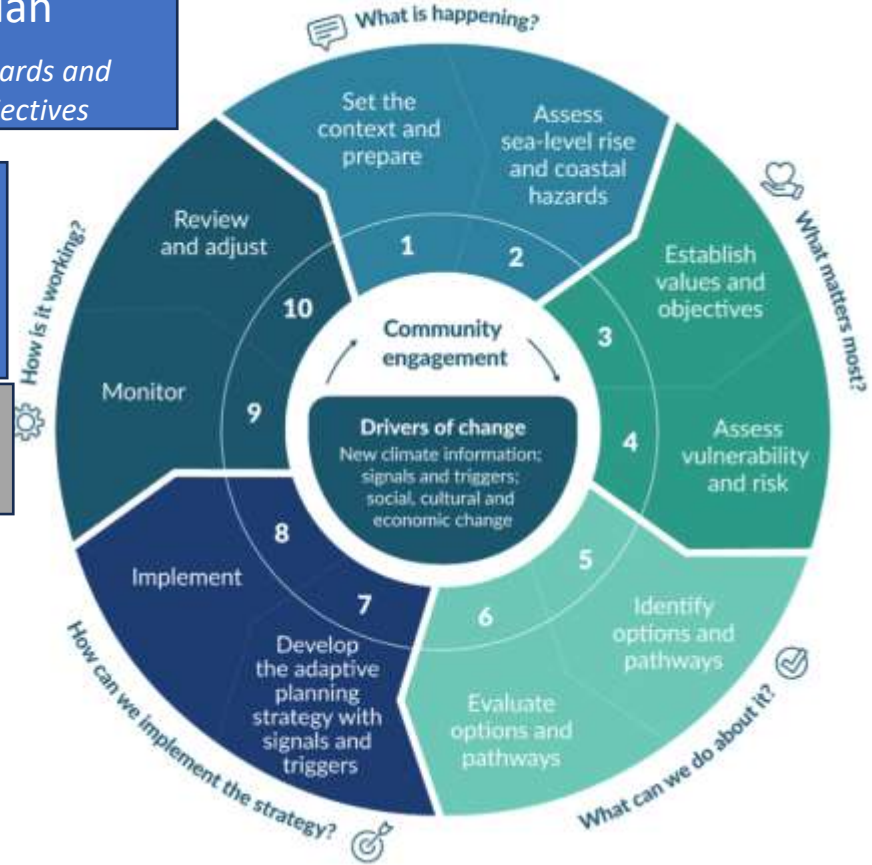 ards and
ectives
What is happening?
Set the
context and
prepare
1
Assess
sea-level rise
and coastal
hazards
2
What matters most?
Establish
values and
objectives
3
Assess
vulnerability
and risk
4
What can we do about it?
Identify
options and
pathways
5
Evaluate
options and
pathways
6
How can we implement the strategy?
Develop
the adaptive
planning
strategy with
signals and
triggers
7
Implement
8
How is it working?
Monitor
9
Review
and adjust
10
Community
engagement
Drivers of change
New climate information;
signals and triggers;
social, cultural and
economic change